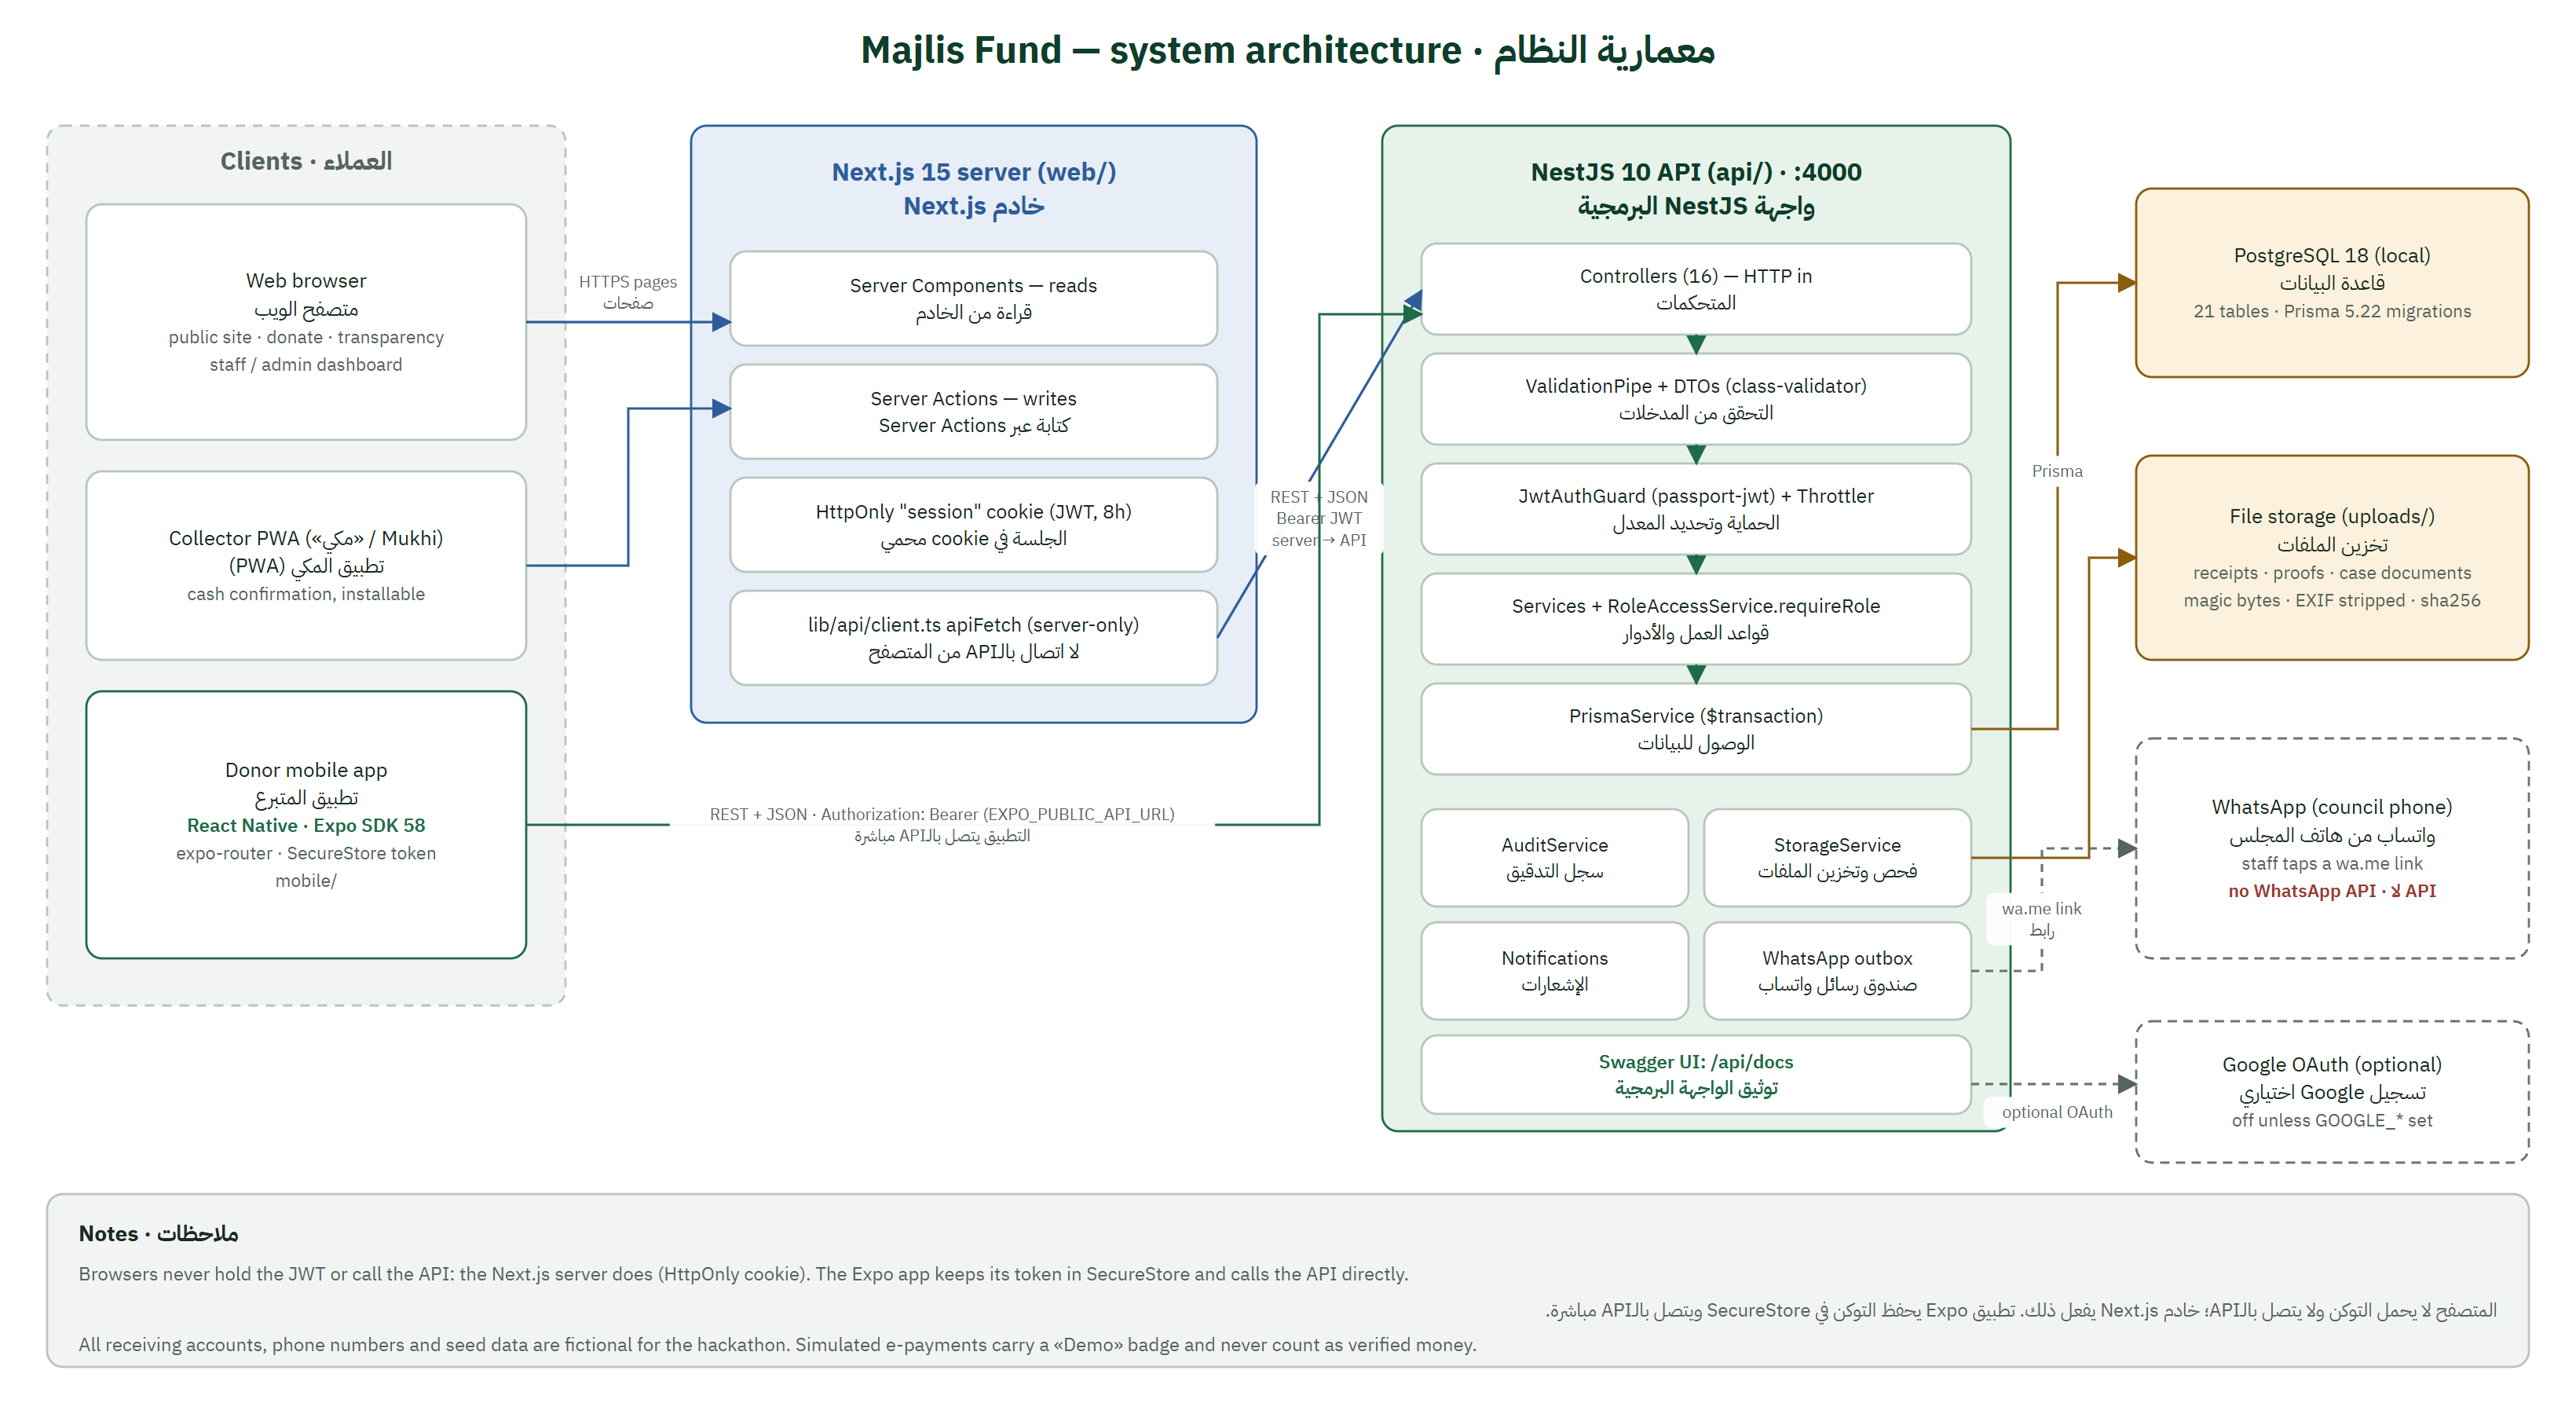 Majlis Fund — system architecture · معمارية النظام
Clients · العملاء
Web browser
متصفح الويب
public site · donate · transparency
staff / admin dashboard
Collector PWA («مكي» / Mukhi)
تطبيق المكي (PWA)
cash confirmation, installable
Donor mobile app
تطبيق المتبرع
React Native · Expo SDK 58
expo-router · SecureStore token
mobile/
HTTPS pages
صفحات
Next.js 15 server (web/)
خادم Next.js
Server Components — reads
قراءة من الخادم
Server Actions — writes
كتابة عبر Server Actions
HttpOnly "session" cookie (JWT, 8h)
الجلسة في cookie محمي
lib/api/client.ts apiFetch (server-only)
لا اتصال بالـAPI من المتصفح
REST + JSON
Bearer JWT
server → API
REST + JSON · Authorization: Bearer (EXPO_PUBLIC_API_URL)
التطبيق يتصل بالـAPI مباشرة
NestJS 10 API (api/) · :4000
واجهة NestJS البرمجية
Controllers (16) — HTTP in
المتحكمات
ValidationPipe + DTOs (class-validator)
التحقق من المدخلات
JwtAuthGuard (passport-jwt) + Throttler
الحماية وتحديد المعدل
Services + RoleAccessService.requireRole
قواعد العمل والأدوار
PrismaService ($transaction)
الوصول للبيانات
AuditService
سجل التدقيق
StorageService
فحص وتخزين الملفات
Notifications
الإشعارات
WhatsApp outbox
صندوق رسائل واتساب
Swagger UI: /api/docs
توثيق الواجهة البرمجية
Prisma
wa.me link
رابط
optional OAuth
PostgreSQL 18 (local)
قاعدة البيانات
21 tables · Prisma 5.22 migrations
File storage (uploads/)
تخزين الملفات
receipts · proofs · case documents
magic bytes · EXIF stripped · sha256
WhatsApp (council phone)
واتساب من هاتف المجلس
staff taps a wa.me link
no WhatsApp API · لا API
Google OAuth (optional)
تسجيل Google اختياري
off unless GOOGLE_* set
Notes · ملاحظات
Browsers never hold the JWT or call the API: the Next.js server does (HttpOnly cookie). The Expo app keeps its token in SecureStore and calls the API directly.
المتصفح لا يحمل التوكن ولا يتصل بالـAPI؛ خادم Next.js يفعل ذلك. تطبيق Expo يحفظ التوكن في SecureStore ويتصل بالـAPI مباشرة.
All receiving accounts, phone numbers and seed data are fictional for the hackathon. Simulated e-payments carry a «Demo» badge and never count as verified money.